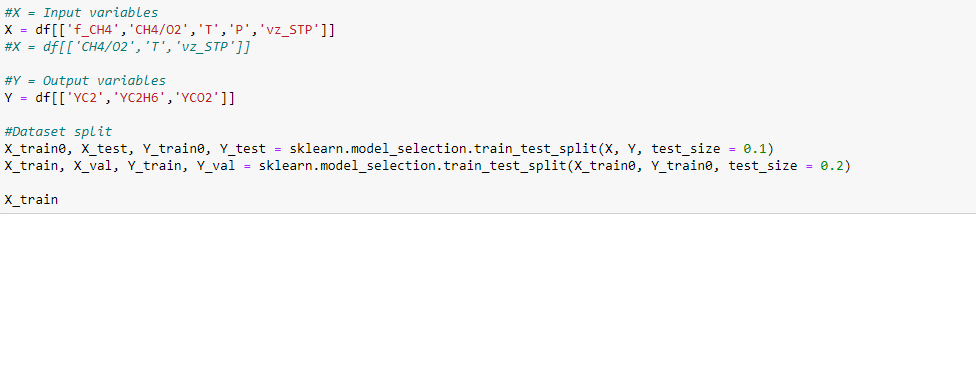 #X = Input variables
X = df[['f_CH4','CH4/O2','T','P','vz_STP']]
#X = df[['CH4/O2','T','vz_STP']]
#Y = Output variables
Y = df[['YC2','YC2H6','YCO2']]
#Dataset split
X_train0, X_test, Y_train0, Y_test = sklearn.model_selection.train_test_split(X, Y, test_size = 0.1)
X_train, X_val, Y_train, Y_val = sklearn.model_selection.train_test_split(X_train0, Y_train0, test_size = 0.2)
X_train